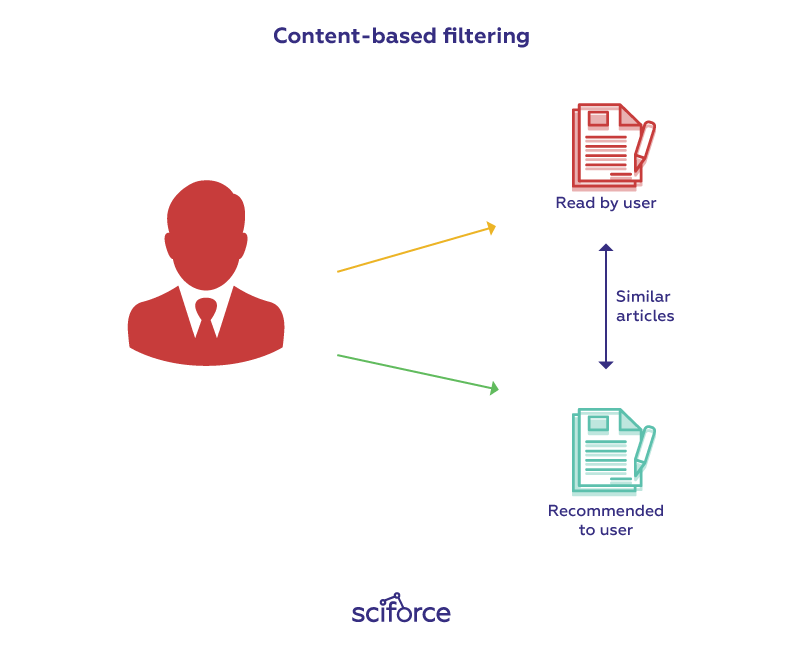 Content-based filtering
Read by user
Similar
articles
Recommended
to user
sciforce